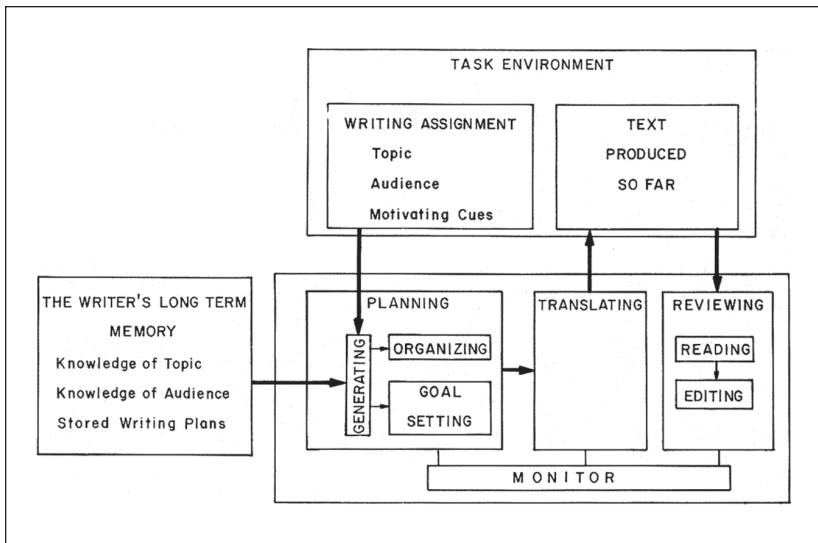 TASK ENVIRONMENT
WRITING ASSIGNMENT
Topic
Audience
Motivating Cues
TEXT
PRODUCED
SO FAR
THE WRITER'S LONG TERM
MEMORY
Knowledge of Topic
Knowledge of Audience
Stored Writing Plans
PLANNING
GENERATING
ORGANIZING
GOAL
SETTING
TRANSLATING
REVIEWING
READING
EDITING
MONITOR